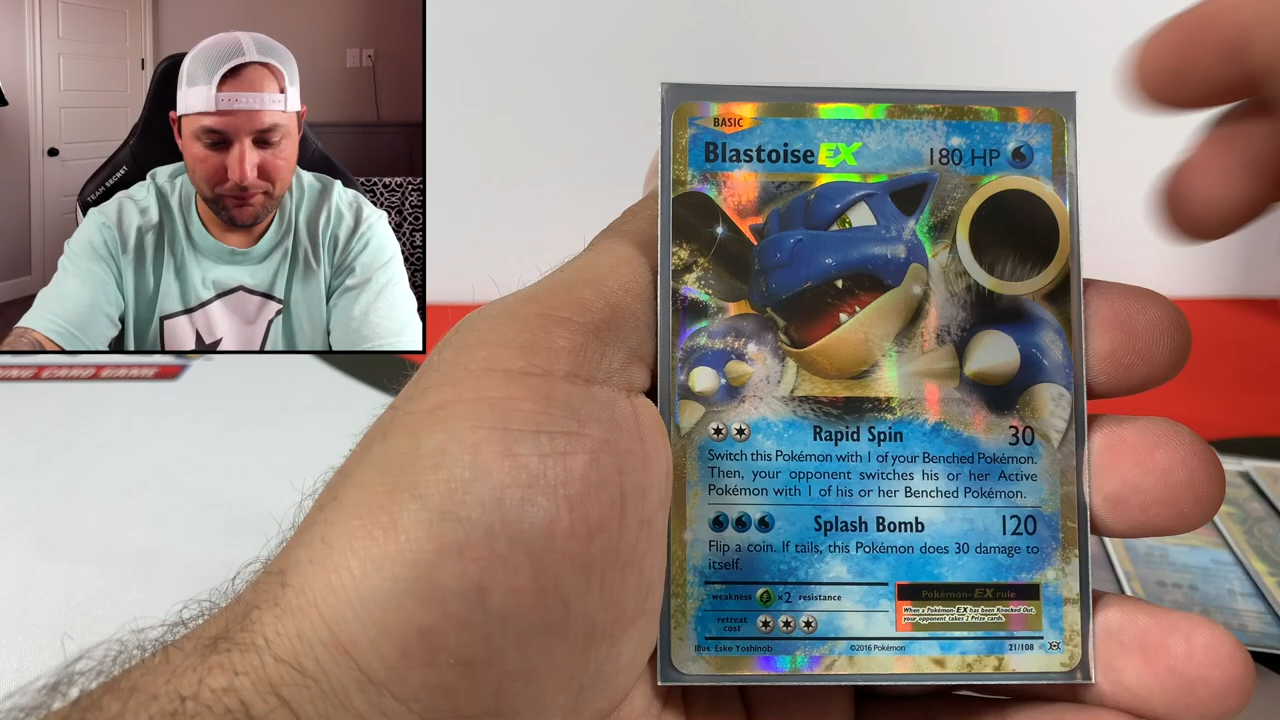 TEAM SECRET
NG CARD GAME
BASIC
Blastoise EX 180 HP
Rapid Spin 30
Switch this Pokémon with 1 of your Benched Pokémon.
Then, your opponent switches his or her Active
Pokémon with 1 of his or her Benched Pokémon.
Splash Bomb 120
Flip a coin. If tails, this Pokémon does 30 damage to
itself.
weakness ×2 resistance
retreat
cost
Pokémon-EX rule
When a Pokémon-EX has been Knocked Out,
your opponent takes 2 Prize cards.
Illus. Eske Yoshinob
©2016 Pokémon
21/108